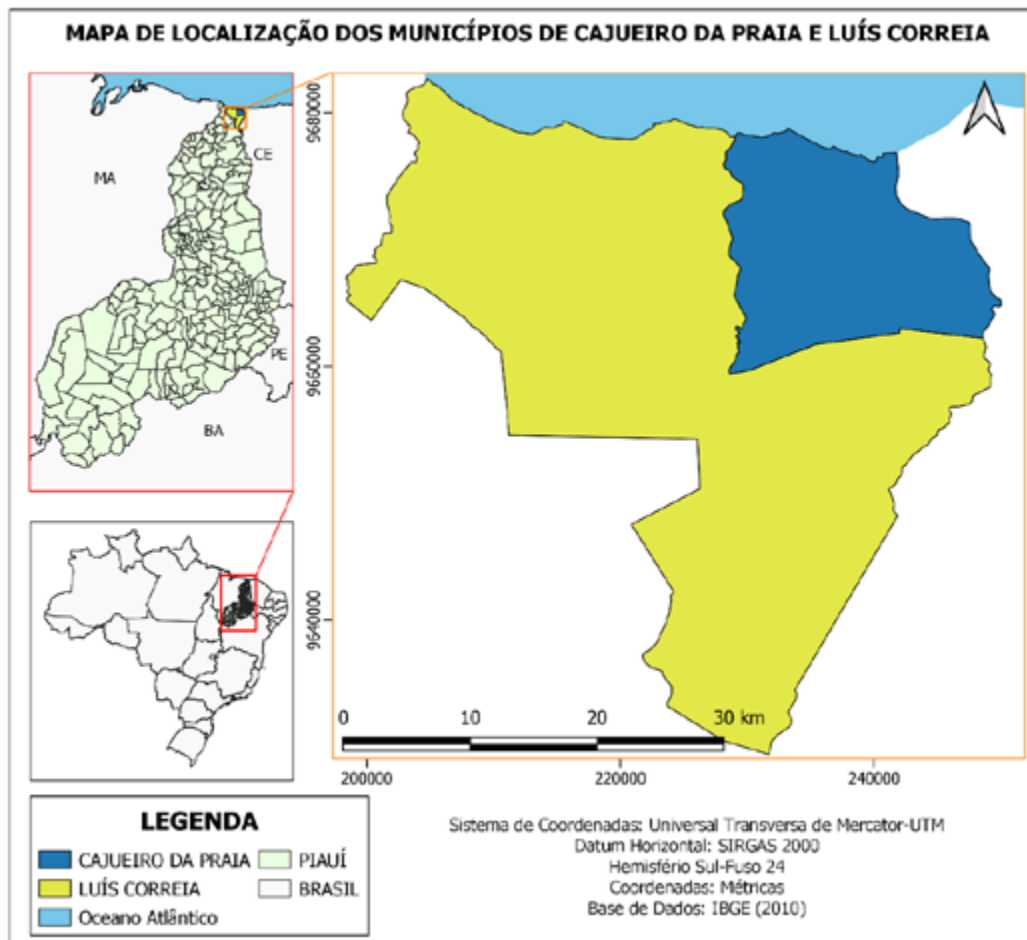 MAPA DE LOCALIZAÇÃO DOS MUNICÍPIOS DE CAJUEIRO DA PRAIA E LUÍS CORREIA
MA
CE
PE
BA
9680000
9660000
9640000
0 10 20 30 km
200000 220000 240000
LEGENDA
CAJUEIRO DA PRAIA
PIAUÍ
LUÍS CORREIA
BRASIL
Oceano Atlântico
Sistema de Coordenadas: Universal Transversa de Mercator-UTM
Datum Horizontal: SIRGAS 2000
Hemisfério Sul-Fuso 24
Coordenadas: Métricas
Base de Dados: IBGE (2010)